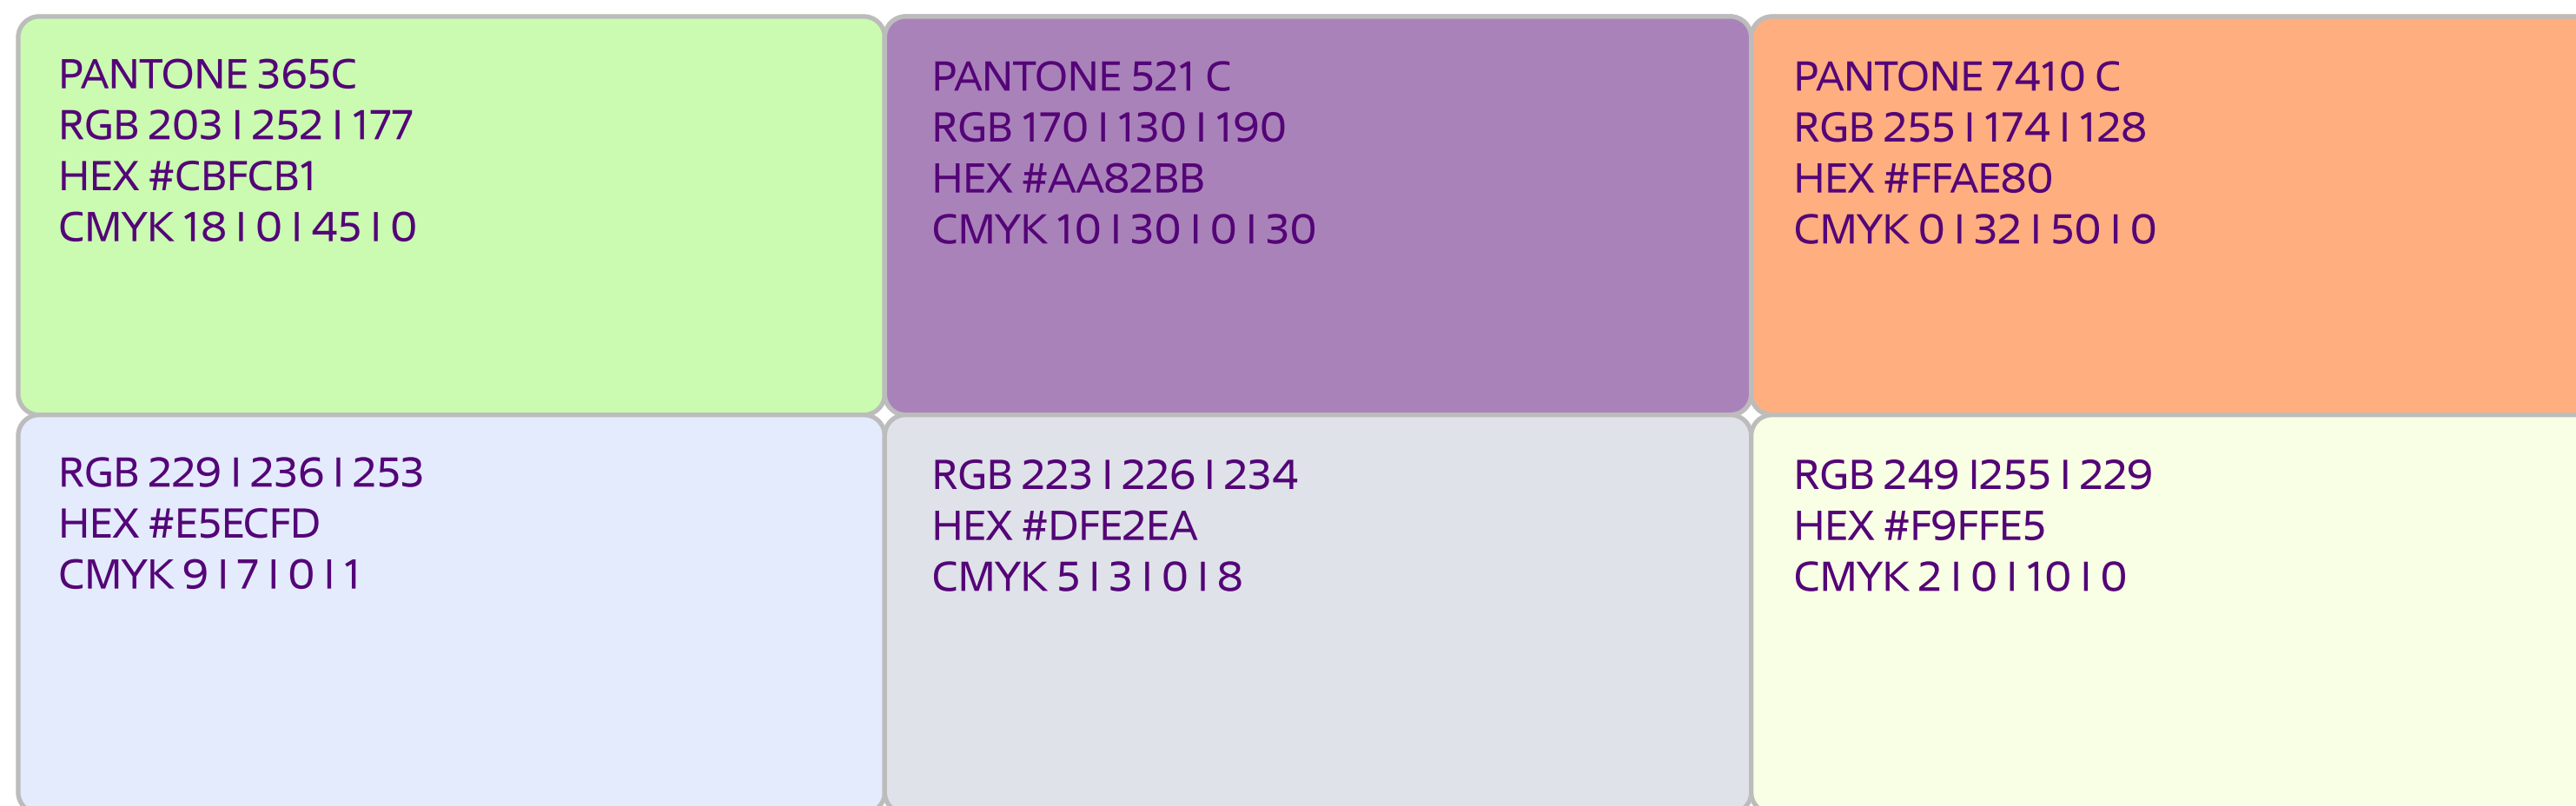 PANTONE 365C
RGB 203 | 252 | 177
HEX #CBFCB1
CMYK 18 | 0 | 45 | 0
PANTONE 521 C
RGB 170 | 130 | 190
HEX #AA82BB
CMYK 10 | 30 | 0 | 30
PANTONE 7410 C
RGB 255 | 174 | 128
HEX #FFAE80
CMYK 0 | 32 | 50 | 0
RGB 229 | 236 | 253
HEX #E5ECFD
CMYK 9 | 7 | 0 | 1
RGB 223 | 226 | 234
HEX #DFE2EA
CMYK 5 | 3 | 0 | 8
RGB 249 |255 | 229
HEX #F9FFE5
CMYK 2 | 0 | 10 | 0